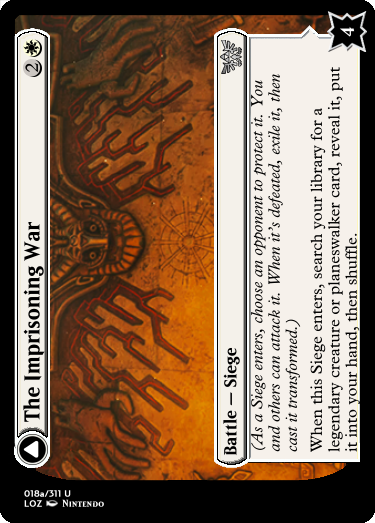 The Imprisoning War
2
Battle — Siege
(As a Siege enters, choose an opponent to protect it. You
and others can attack it. When it's defeated, exile it, then
cast it transformed.)
When this Siege enters, search your library for a
legendary creature or planeswalker card, reveal it, put
it into your hand, then shuffle.
4
018a/311 U
LOZ Nintendo